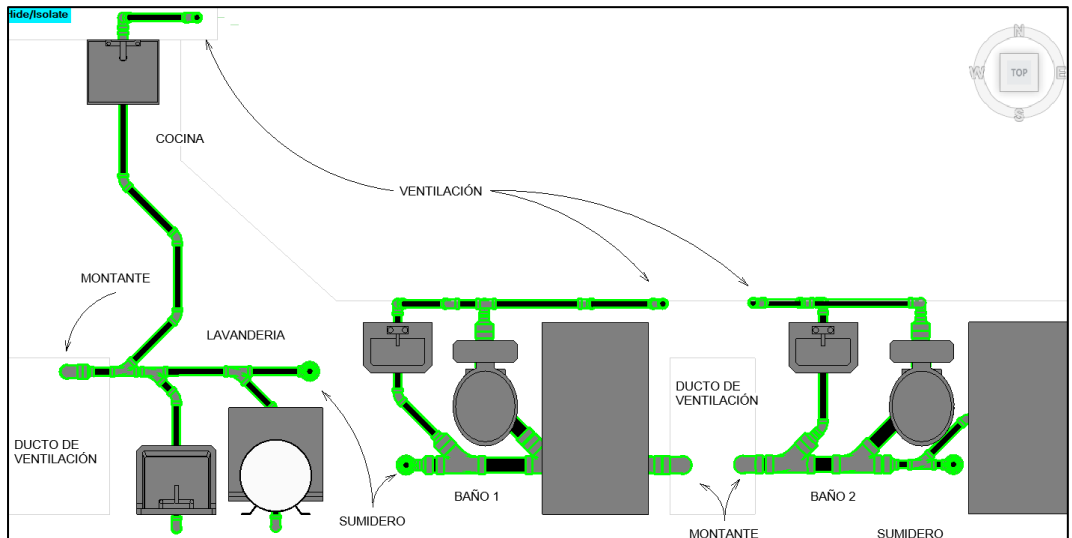 Hide/Isolate
N
W
TOP
E
S
COCINA
VENTILACIÓN
MONTANTE
LAVANDERIA
DUCTO DE
VENTILACIÓN
DUCTO DE
VENTILACIÓN
BAÑO 1
BAÑO 2
SUMIDERO
MONTANTE
SUMIDERO